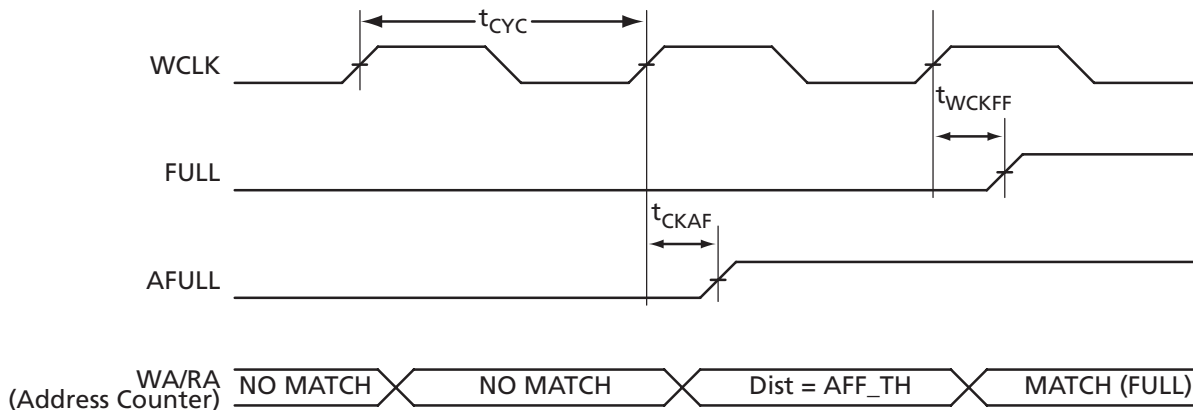 tCYC
WCLK
tWCKFF
FULL
tCKAF
AFULL
WA/RA
(Address Counter)
NO MATCH
NO MATCH
Dist = AFF_TH
MATCH (FULL)